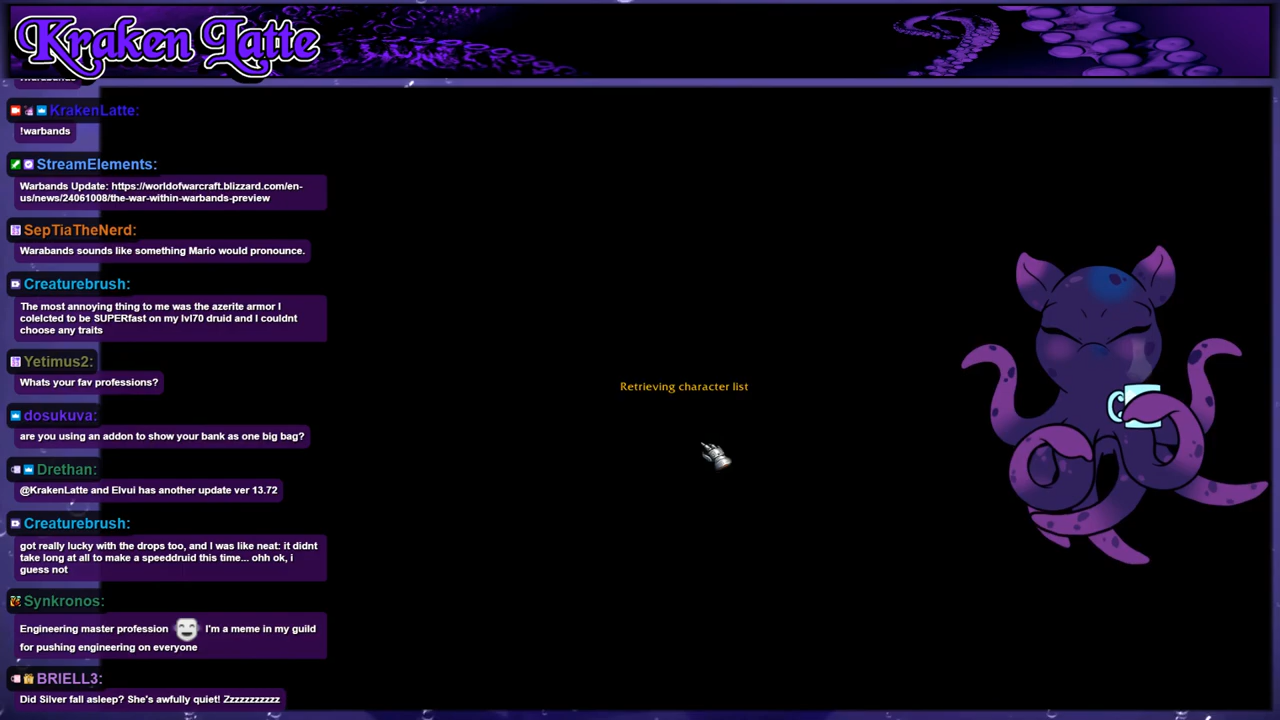 Kraken Latte
KrakenLatte:
!warbands
StreamElements:
Warbands Update: https://worldofwarcraft.blizzard.com/en-
us/news/24061008/the-war-within-warbands-preview
SepTiaTheNerd:
Warabands sounds like something Mario would pronounce.
Creaturebrush:
The most annoying thing to me was the azerite armor I
colelcted to be SUPERfast on my lvl70 druid and I couldnt
choose any traits
Yetimus2:
Whats your fav professions?
dosukuva:
are you using an addon to show your bank as one big bag?
Drethan:
@KrakenLatte and Elvui has another update ver 13.72
Creaturebrush:
got really lucky with the drops too, and I was like neat: it didnt
take long at all to make a speeddruid this time... ohh ok, i
guess not
Synkronos:
Engineering master profession I'm a meme in my guild
for pushing engineering on everyone
BRIELL3:
Did Silver fall asleep? She's awfully quiet! Zzzzzzzzzzz
Retrieving character list